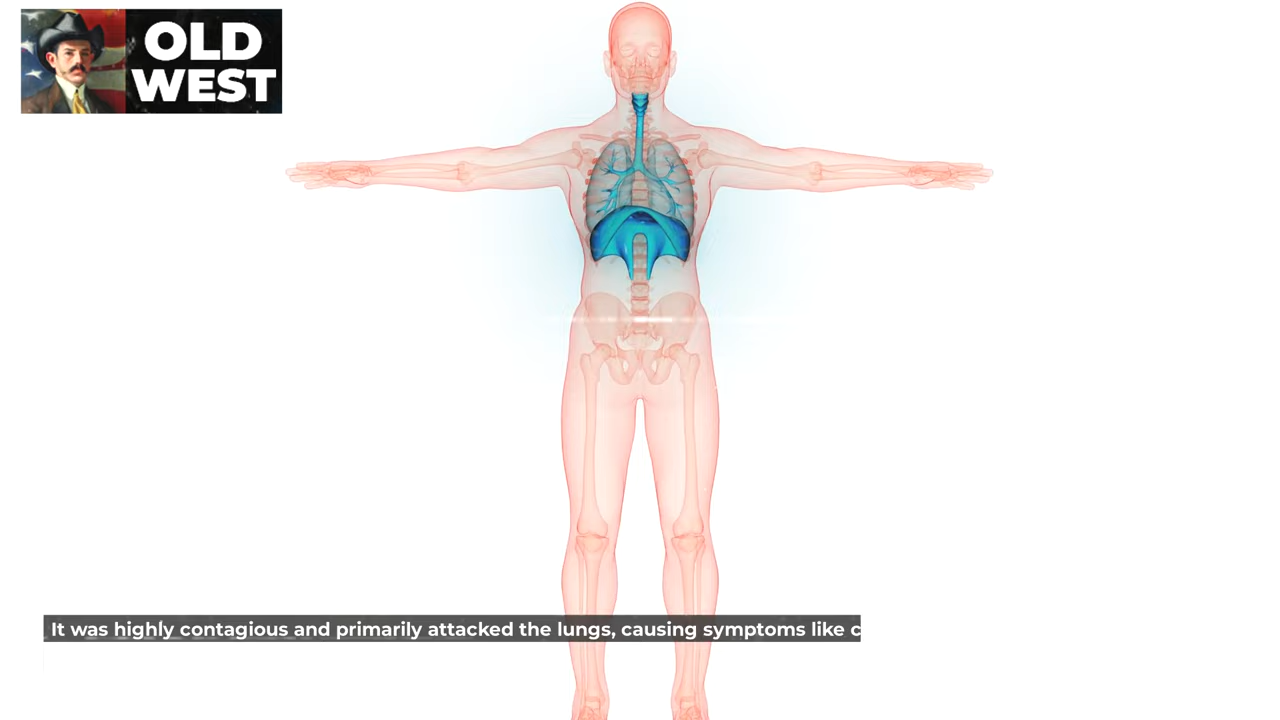 OLD
WEST
It was highly contagious and primarily attacked the lungs, causing symptoms like c